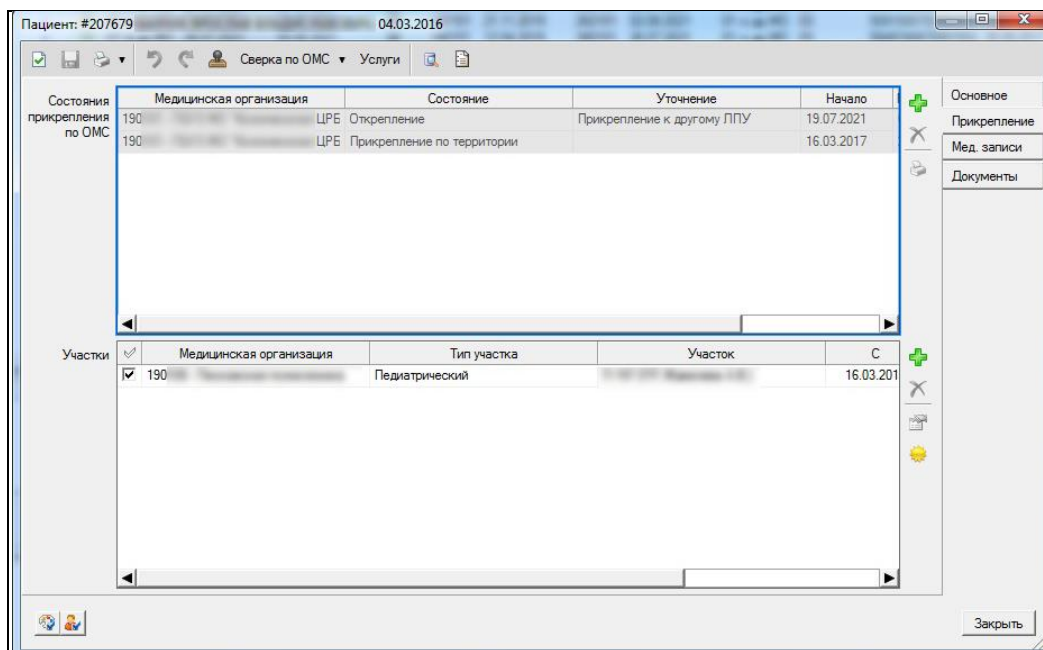 Пациент: #207679 04.03.2016
Сверка по ОМС Услуги
Состояния прикрепления по ОМС
Медицинская организация Состояние Уточнение Начало
190 ЦРБ Открепление Прикрепление к другому ЛПУ 19.07.2021
190 ЦРБ Прикрепление по территории 16.03.2017
Основное
Прикрепление
Мед. записи
Документы
Участки
Медицинская организация Тип участка Участок С
190 Педиатрический 16.03.201
Закрыть